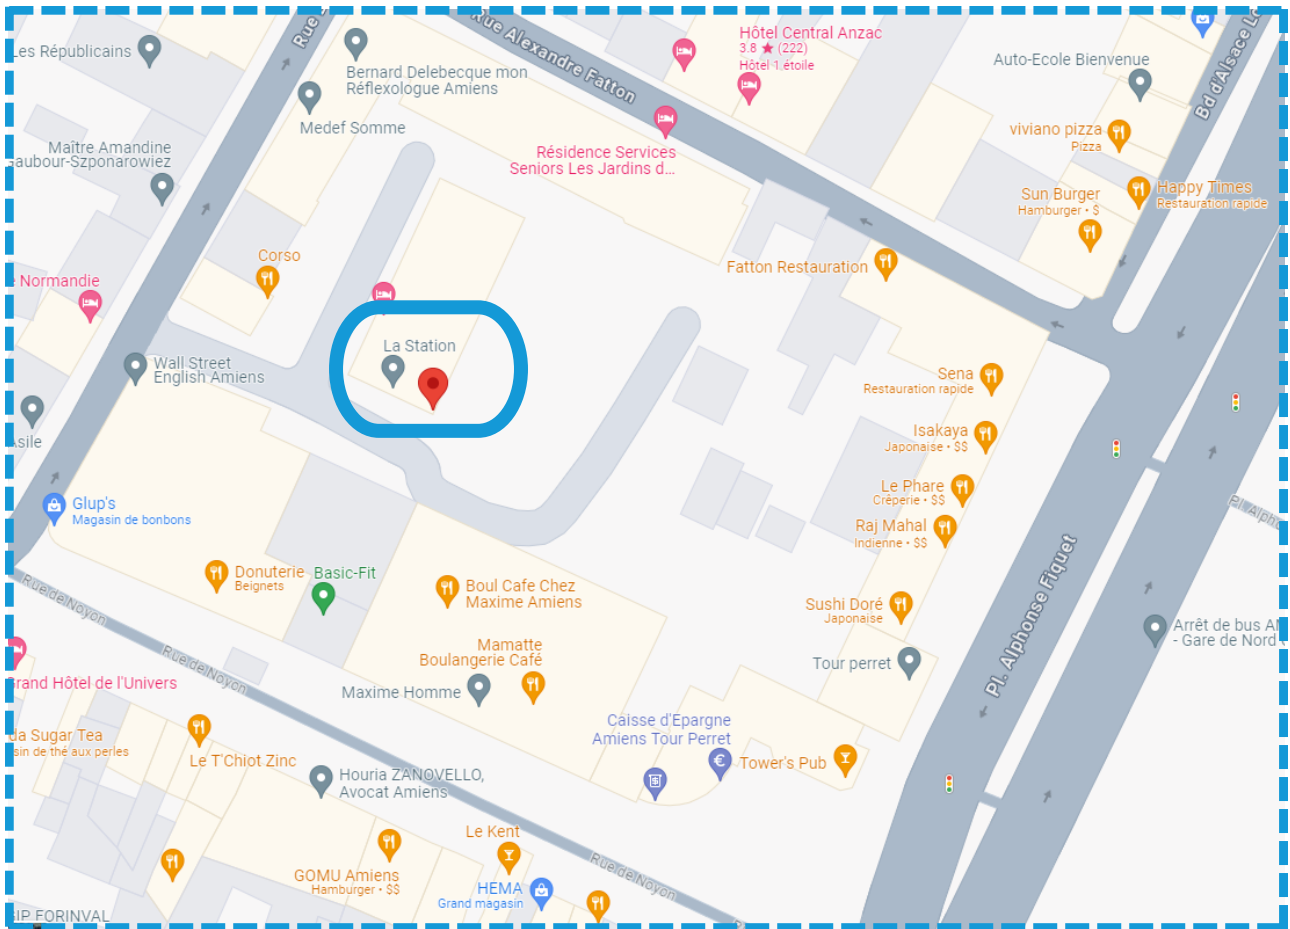 Rue
Rue Alexandre Fatton
Hôtel Central Anzac
3.8 ★ (222)
Hôtel 1 étoile
Bd d'Alsace Lo
Les Républicains
Bernard Delebecque mon
Réflexologue Amiens
Auto-Ecole Bienvenue
Medef Somme
viviano pizza
Pizza
Maître Amandine
Gaubour-Szponarowiez
Résidence Services
Seniors Les Jardins d...
Sun Burger
Hamburger • $
Happy Times
Restauration rapide
Corso
Fatton Restauration
Normandie
La Station
Wall Street
English Amiens
Sena
Restauration rapide
Asile
Isakaya
Japonaise • $$
Le Phare
Crêperie • $$
Glup's
Magasin de bonbons
Raj Mahal
Indienne • $$
Pl. Alpho
Pl. Alphonse Fiquet
Donuterie
Beignets
Basic-Fit
Boul Cafe Chez
Maxime Amiens
Rue de Noyon
Sushi Doré
Japonaise
Arrêt de bus
- Gare de Nord
Mamatte
Boulangerie Café
Rue de Noyon
Tour perret
Grand Hôtel de l'Univers
Maxime Homme
Caisse d'Epargne
Amiens Tour Perret
da Sugar Tea
sin de thé aux perles
Le T'Chiot Zinc
Tower's Pub
Houria ZANOVELLO,
Avocat Amiens
Le Kent
Rue de Noyon
GOMU Amiens
Hamburger • $$
HEMA
Grand magasin
GIP FORINVAL